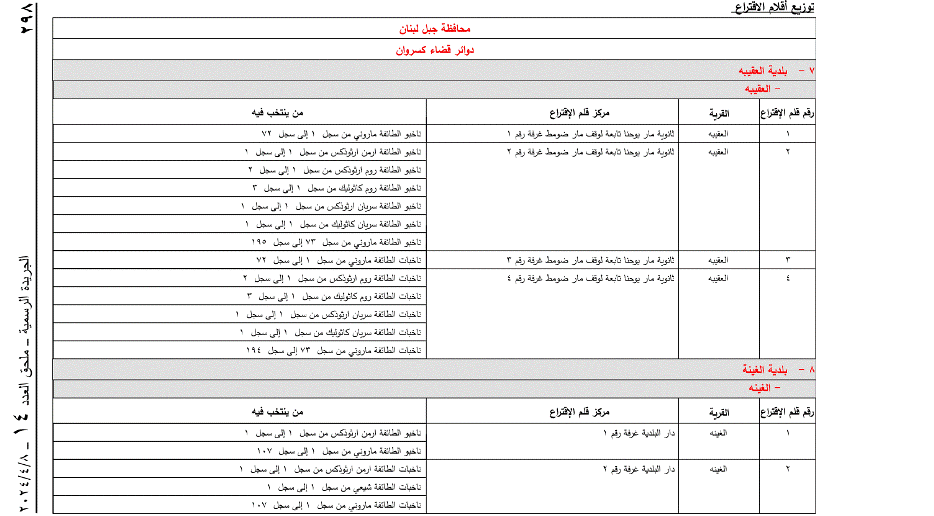 توزيع أقلام الاقتراع
محافظة جبل لبنان
دوائر قضاء كسروان
٧ - بلدية العقيبه
- العقيبه
رقم قلم الإقتراع القرية مركز قلم الإقتراع من ينتخب فيه
١ العقيبه ثانوية مار يوحنا تابعة لوقف مار ضومط غرفة رقم ١ ناخبو الطائفة ماروني من سجل ١ إلى سجل ٧٢
٢ العقيبه ثانوية مار يوحنا تابعة لوقف مار ضومط غرفة رقم ٢ ناخبو الطائفة ارمن ارثوذكس من سجل ١ إلى سجل ١
ناخبو الطائفة روم ارثوذكس من سجل ١ إلى سجل ٢
ناخبو الطائفة روم كاثوليك من سجل ١ إلى سجل ٣
ناخبو الطائفة سريان ارثوذكس من سجل ١ إلى سجل ١
ناخبو الطائفة سريان كاثوليك من سجل ١ إلى سجل ١
ناخبو الطائفة ماروني من سجل ٧٣ إلى سجل ١٩٥
٣ العقيبه ثانوية مار يوحنا تابعة لوقف مار ضومط غرفة رقم ٣ ناخبات الطائفة ماروني من سجل ١ إلى سجل ٧٢
٤ العقيبه ثانوية مار يوحنا تابعة لوقف مار ضومط غرفة رقم ٤ ناخبات الطائفة روم ارثوذكس من سجل ١ إلى سجل ٢
ناخبات الطائفة روم كاثوليك من سجل ١ إلى سجل ٣
ناخبات الطائفة سريان ارثوذكس من سجل ١ إلى سجل ١
ناخبات الطائفة سريان كاثوليك من سجل ١ إلى سجل ١
ناخبات الطائفة ماروني من سجل ٧٣ إلى سجل ١٩٤
٨ - بلدية الغينة
- الغينه
رقم قلم الإقتراع القرية مركز قلم الإقتراع من ينتخب فيه
١ الغينه دار البلدية غرفة رقم ١ ناخبو الطائفة ارمن ارثوذكس من سجل ١ إلى سجل ١
ناخبو الطائفة ماروني من سجل ١ إلى سجل ١٠٧
٢ الغينه دار البلدية غرفة رقم ٢ ناخبات الطائفة ارمن ارثوذكس من سجل ١ إلى سجل ١
ناخبات الطائفة شيعي من سجل ١ إلى سجل ١
ناخبات الطائفة ماروني من سجل ١ إلى سجل ١٠٧
٢٩٨ الجريدة الرسمية – ملحق العدد ١٤ – ٢٠٢٤/٤/٨